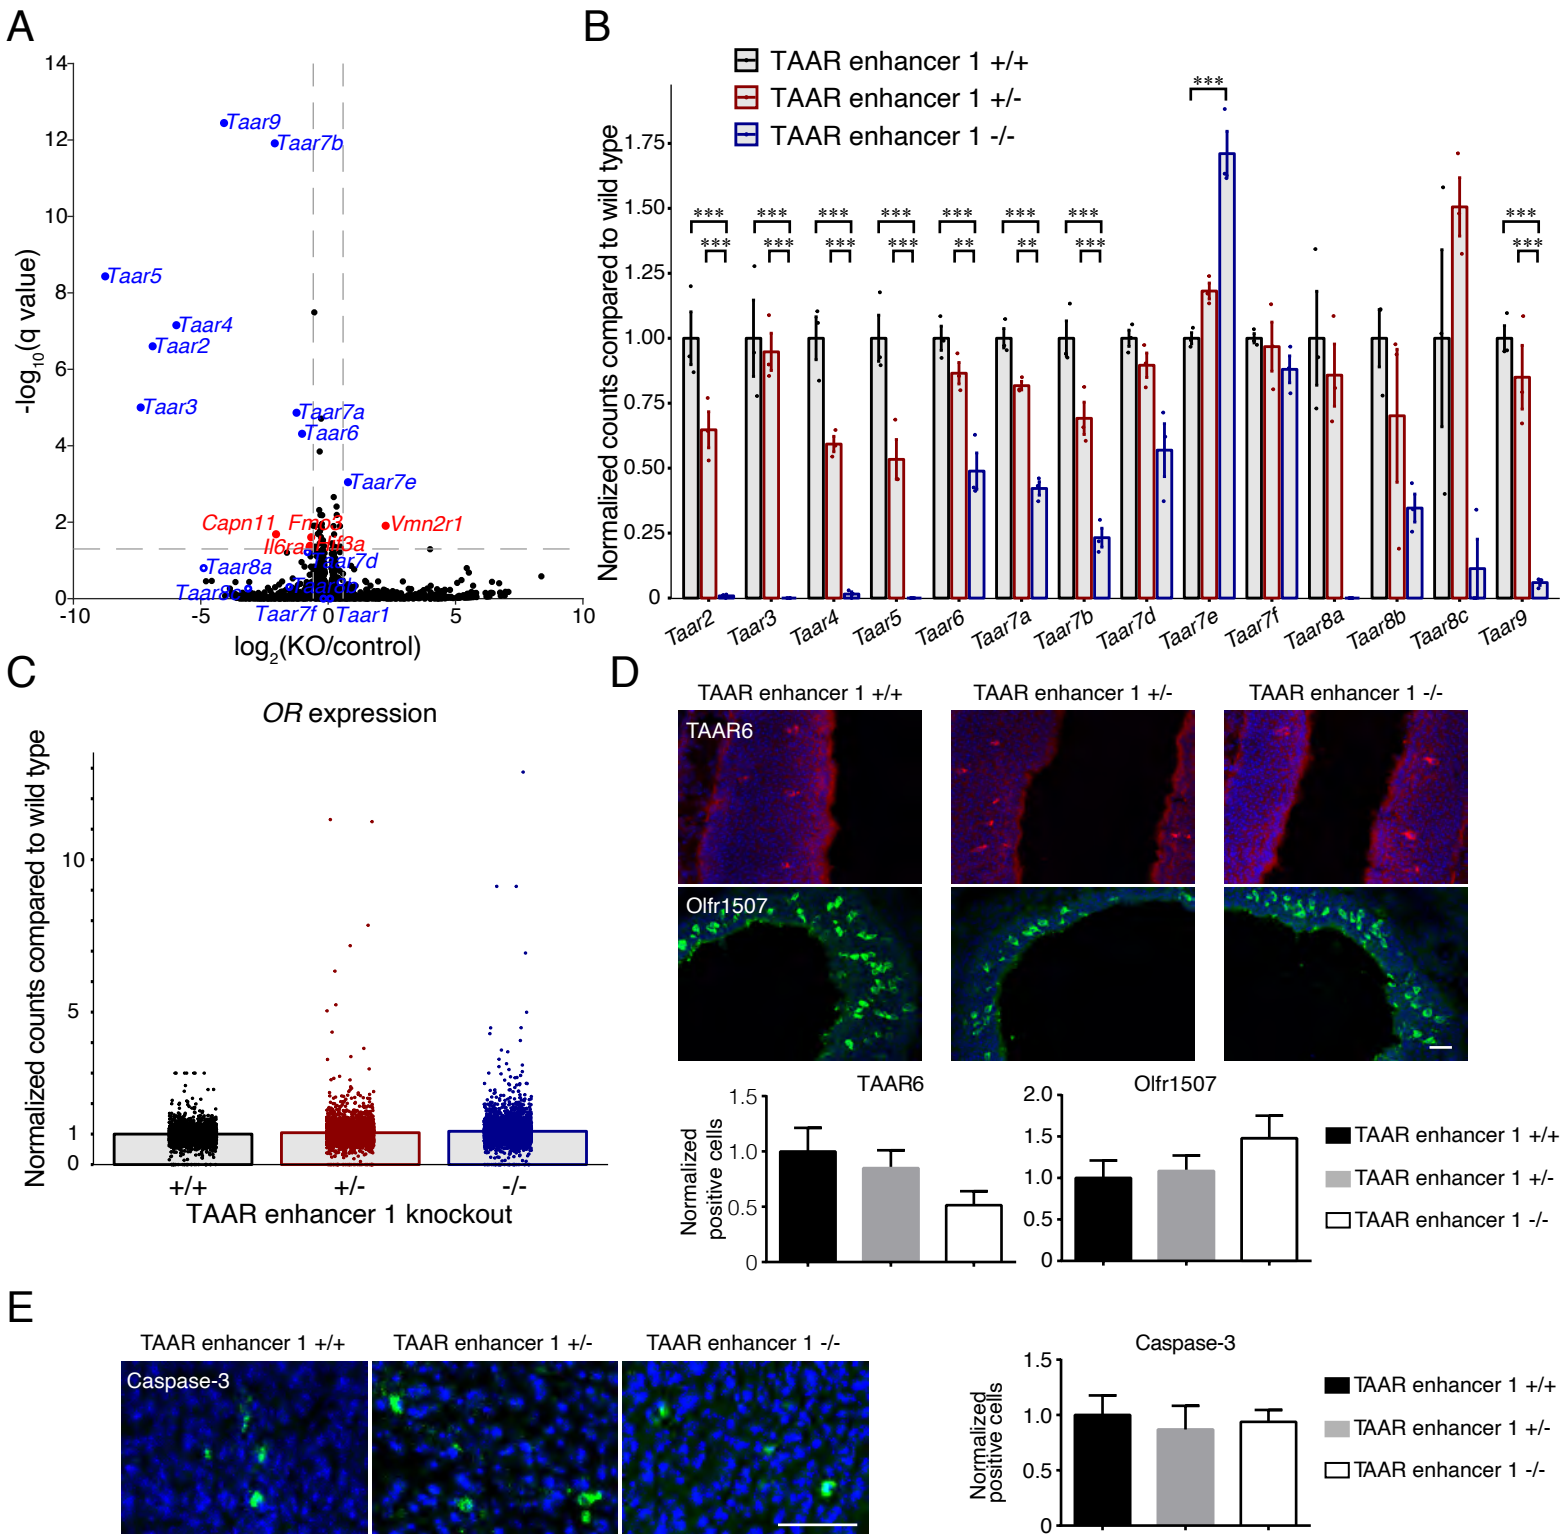 A
-log10(q value)
14
12
10
8
6
4
2
0
-10
-5
0
5
10
log2(KO/control)
Taar9
Taar7b
Taar5
Taar4
Taar2
Taar3
Taar7a
Taar6
Taar7e
Capn11
Fmo3
Vmn2r1
Il6ra
Hif3a
Taar7d
Taar8a
Taar8b
Taar8c
Taar7f
Taar1
B
TAAR enhancer 1 +/+
TAAR enhancer 1 +/-
TAAR enhancer 1 -/-
Normalized counts compared to wild type
1.75
1.50
1.25
1.00
0.75
0.50
0.25
0
*** *** *** *** *** *** *** *** ***
*** *** *** *** ** ** *** ***
Taar2 Taar3 Taar4 Taar5 Taar6 Taar7a Taar7b Taar7d Taar7e Taar7f Taar8a Taar8b Taar8c Taar9
C
OR expression
Normalized counts compared to wild type
10
5
1
0
+/+ +/- -/-
TAAR enhancer 1 knockout
D
TAAR enhancer 1 +/+
TAAR enhancer 1 +/-
TAAR enhancer 1 -/-
TAAR6
Olfr1507
TAAR6
Normalized
positive cells
1.5
1.0
0.5
0
Olfr1507
2.0
1.5
1.0
0.5
0
TAAR enhancer 1 +/+
TAAR enhancer 1 +/-
TAAR enhancer 1 -/-
E
TAAR enhancer 1 +/+
TAAR enhancer 1 +/-
TAAR enhancer 1 -/-
Caspase-3
Caspase-3
Normalized
positive cells
1.5
1.0
0.5
0
TAAR enhancer 1 +/+
TAAR enhancer 1 +/-
TAAR enhancer 1 -/-